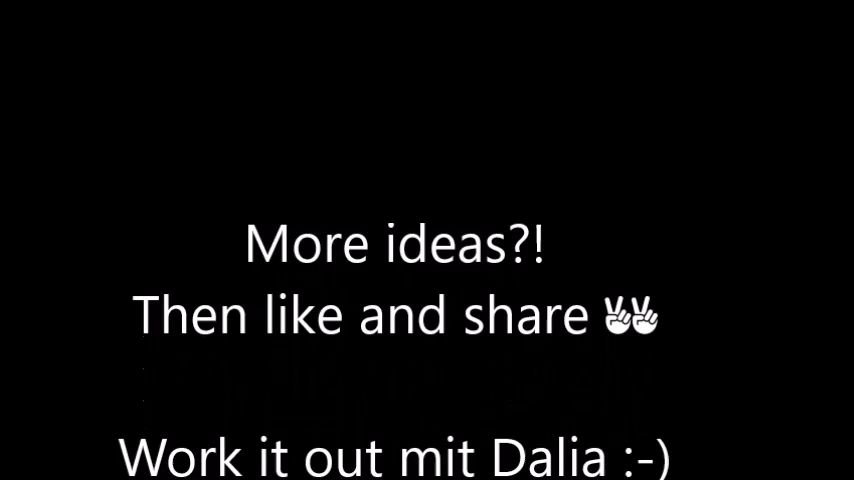 More ideas?!
Then like and share ✌✌
Work it out mit Dalia :-)